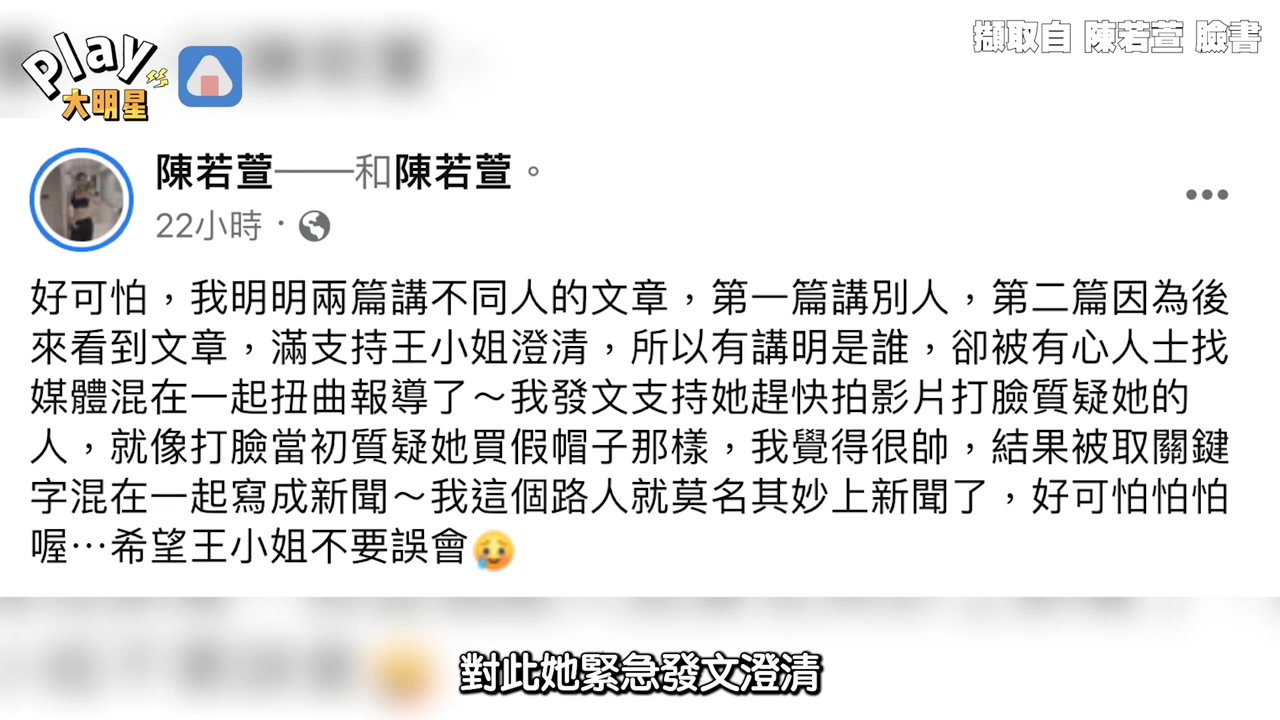 Play
大明星
擷取自 陳若萱 臉書
陳若萱——和陳若萱。
22小時 ·
好可怕，我明明兩篇講不同人的文章，第一篇講別人，第二篇因為後
來看到文章，滿支持王小姐澄清，所以有講明是誰，卻被有心人士找
媒體混在一起扭曲報導了～我發文支持她趕快拍影片打臉質疑她的
人，就像打臉當初質疑她買假帽子那樣，我覺得很帥，結果被取關鍵
字混在一起寫成新聞～我這個路人就莫名其妙上新聞了，好可怕怕怕
喔…希望王小姐不要誤會🥲
對此她緊急發文澄清